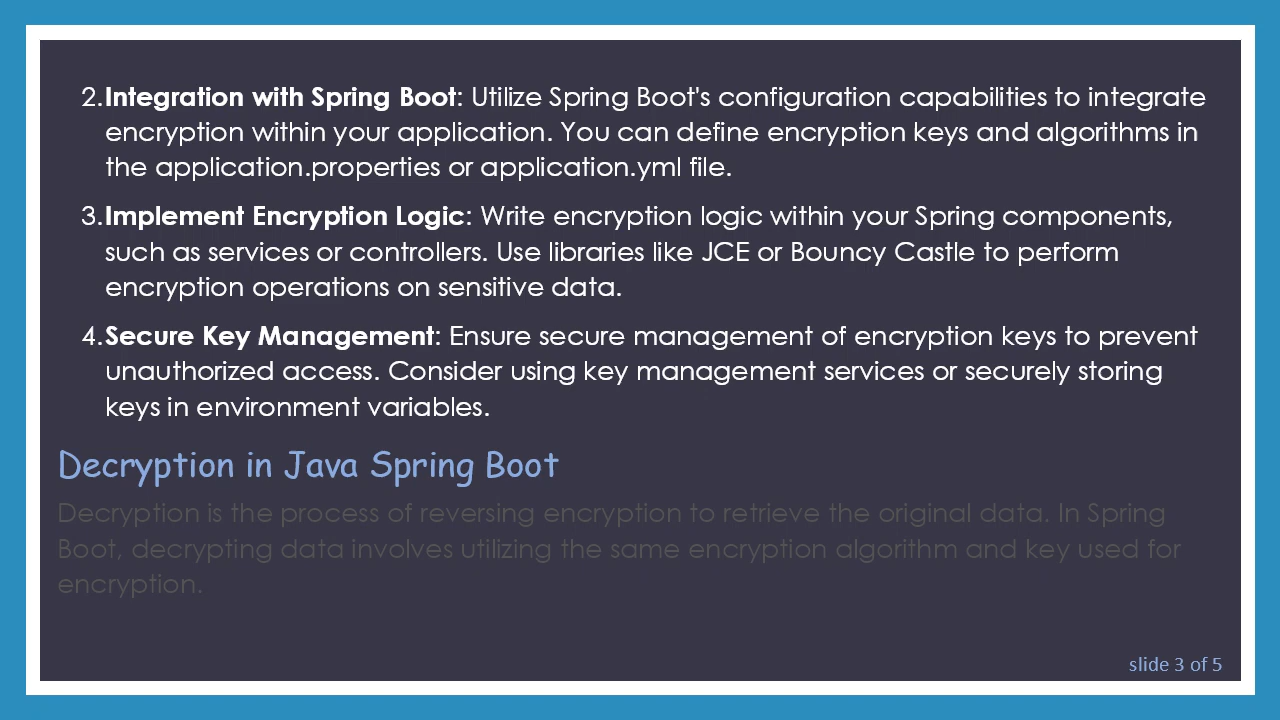 2.Integration with Spring Boot: Utilize Spring Boot's configuration capabilities to integrate
encryption within your application. You can define encryption keys and algorithms in
the application.properties or application.yml file.
3.Implement Encryption Logic: Write encryption logic within your Spring components,
such as services or controllers. Use libraries like JCE or Bouncy Castle to perform
encryption operations on sensitive data.
4.Secure Key Management: Ensure secure management of encryption keys to prevent
unauthorized access. Consider using key management services or securely storing
keys in environment variables.
Decryption in Java Spring Boot
Decryption is the process of reversing encryption to retrieve the original data. In Spring
Boot, decrypting data involves utilizing the same encryption algorithm and key used for
encryption.
slide 3 of 5